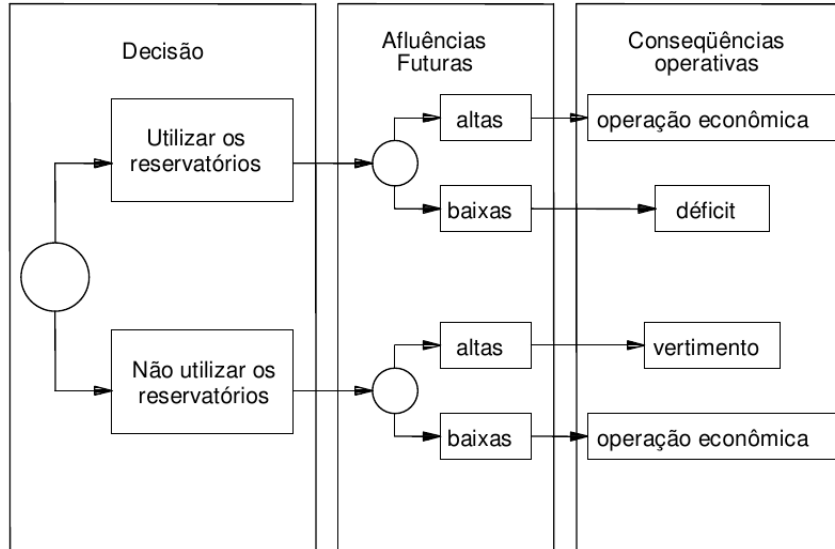 Decisão
Afluências
Futuras
Conseqüências
operativas
Utilizar os
reservatórios
altas
operação econômica
baixas
déficit
Não utilizar os
reservatórios
altas
vertimento
baixas
operação econômica